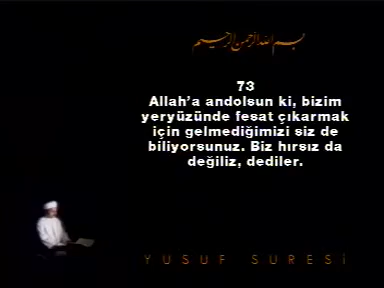 بسم الله الرحمن الرحيم
73
Allah'a andolsun ki, bizim
yeryüzünde fesat çıkarmak
için gelmediğimizi siz de
biliyorsunuz. Biz hırsız da
değiliz, dediler.
YUSUF SURESİ